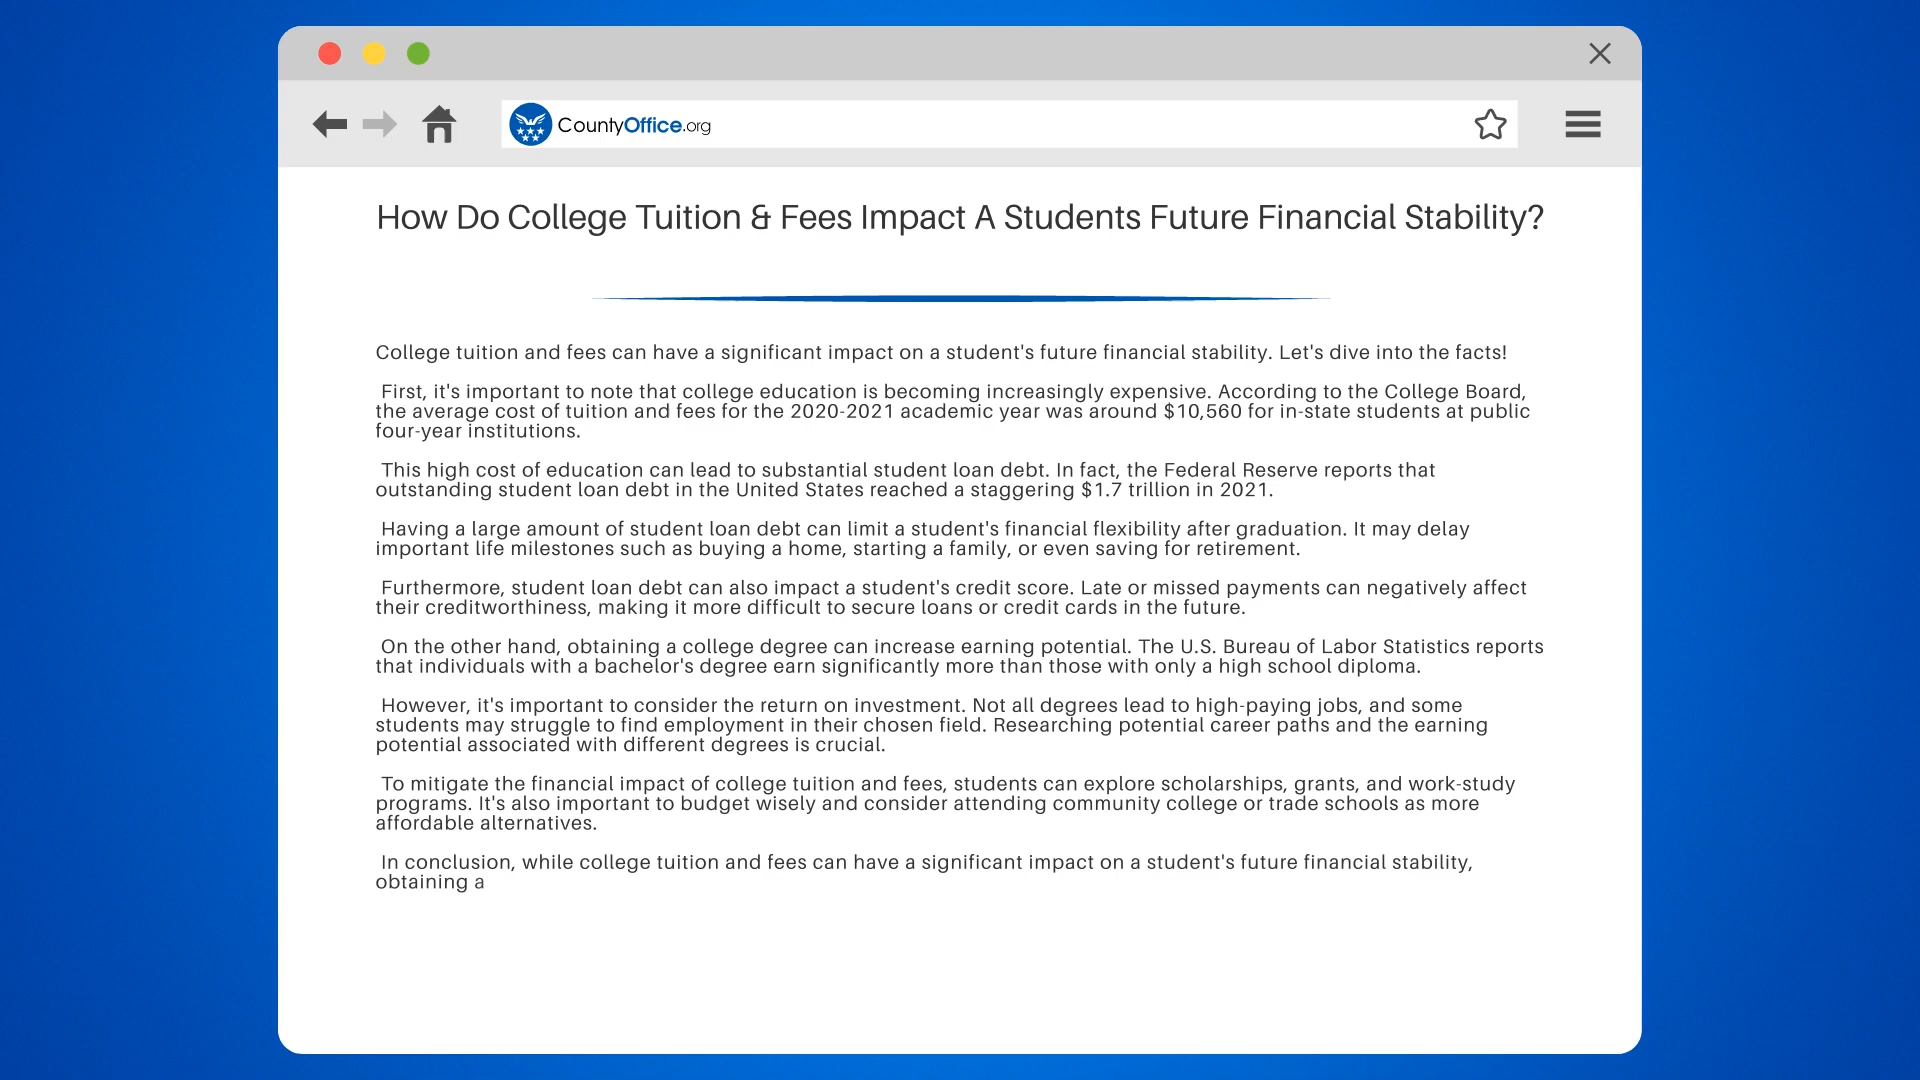 CountyOffice.org
How Do College Tuition & Fees Impact A Students Future Financial Stability?
College tuition and fees can have a significant impact on a student's future financial stability. Let's dive into the facts!
First, it's important to note that college education is becoming increasingly expensive. According to the College Board,
the average cost of tuition and fees for the 2020-2021 academic year was around $10,560 for in-state students at public
four-year institutions.
This high cost of education can lead to substantial student loan debt. In fact, the Federal Reserve reports that
outstanding student loan debt in the United States reached a staggering $1.7 trillion in 2021.
Having a large amount of student loan debt can limit a student's financial flexibility after graduation. It may delay
important life milestones such as buying a home, starting a family, or even saving for retirement.
Furthermore, student loan debt can also impact a student's credit score. Late or missed payments can negatively affect
their creditworthiness, making it more difficult to secure loans or credit cards in the future.
On the other hand, obtaining a college degree can increase earning potential. The U.S. Bureau of Labor Statistics reports
that individuals with a bachelor's degree earn significantly more than those with only a high school diploma.
However, it's important to consider the return on investment. Not all degrees lead to high-paying jobs, and some
students may struggle to find employment in their chosen field. Researching potential career paths and the earning
potential associated with different degrees is crucial.
To mitigate the financial impact of college tuition and fees, students can explore scholarships, grants, and work-study
programs. It's also important to budget wisely and consider attending community college or trade schools as more
affordable alternatives.
In conclusion, while college tuition and fees can have a significant impact on a student's future financial stability,
obtaining a